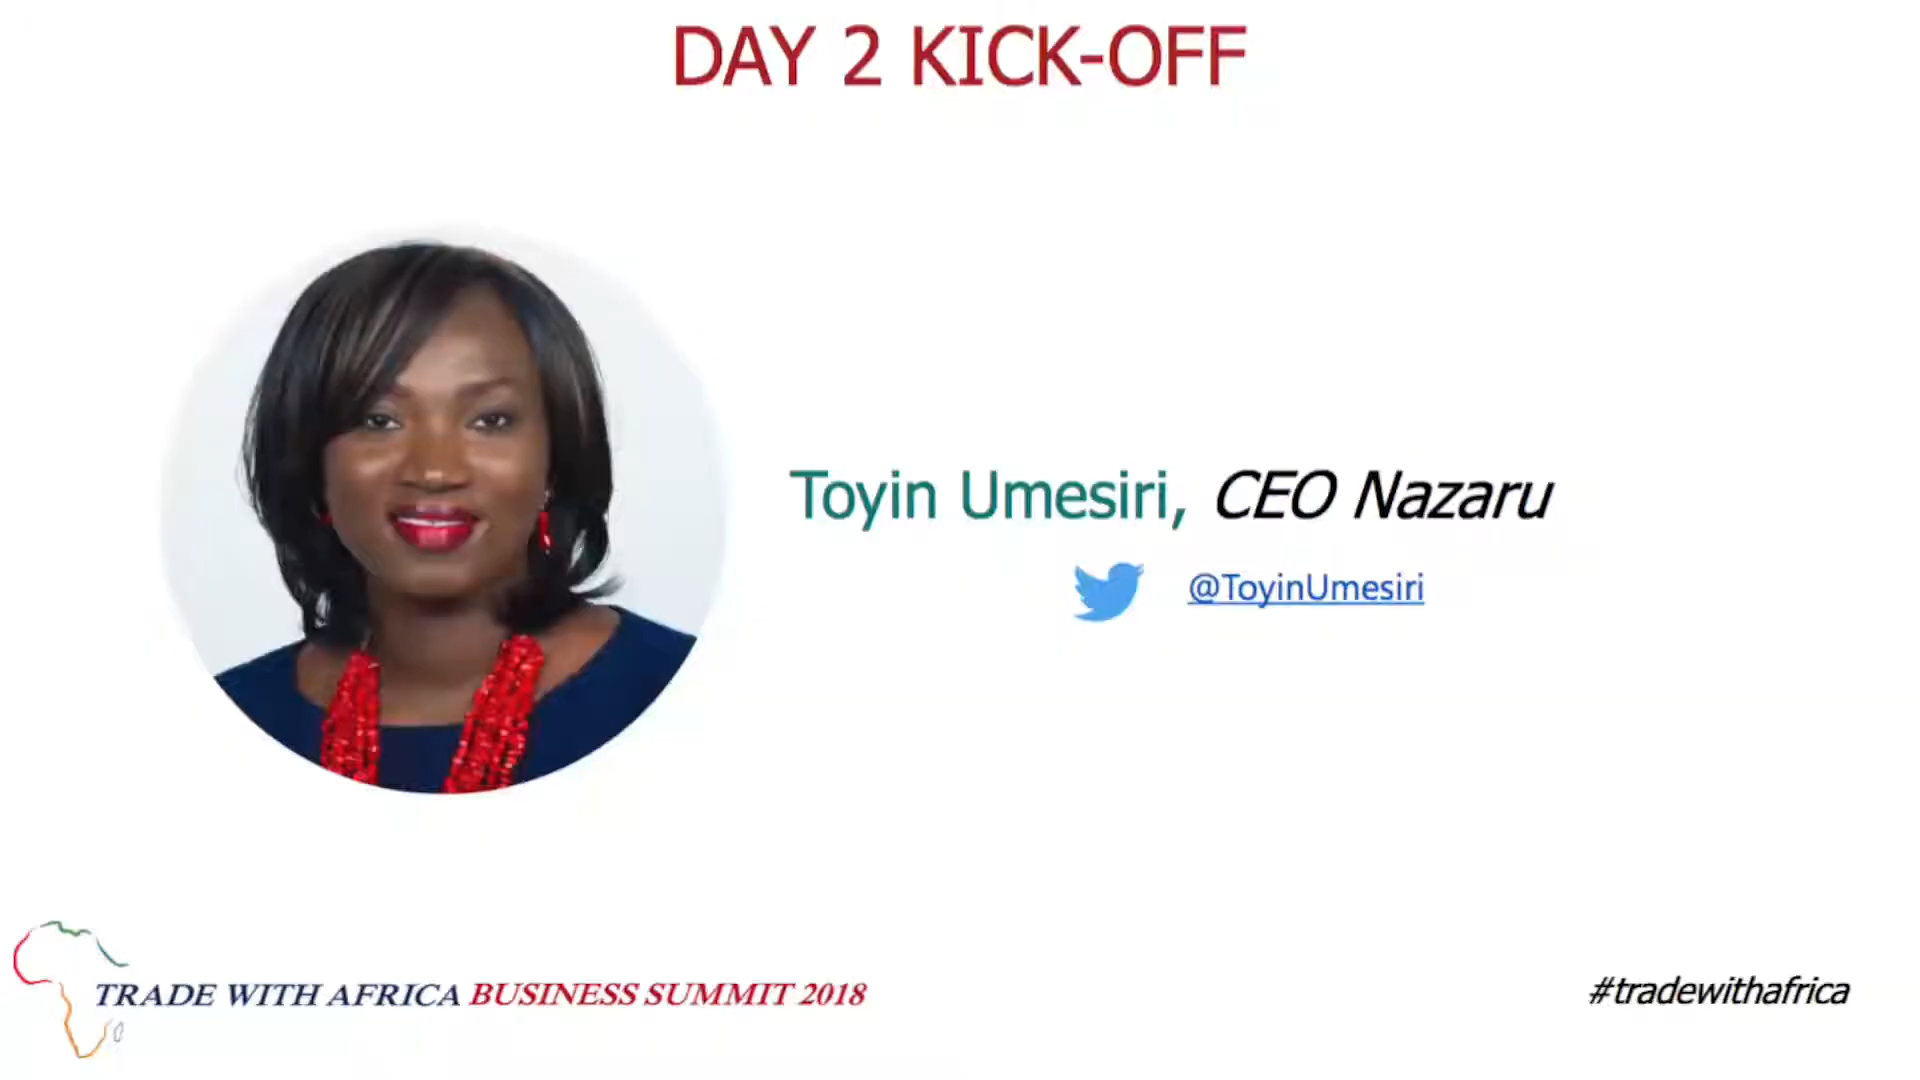 DAY 2 KICK-OFF
Toyin Umesiri, CEO Nazaru
@ToyinUmesiri
TRADE WITH AFRICA BUSINESS SUMMIT 2018
#tradewithafrica